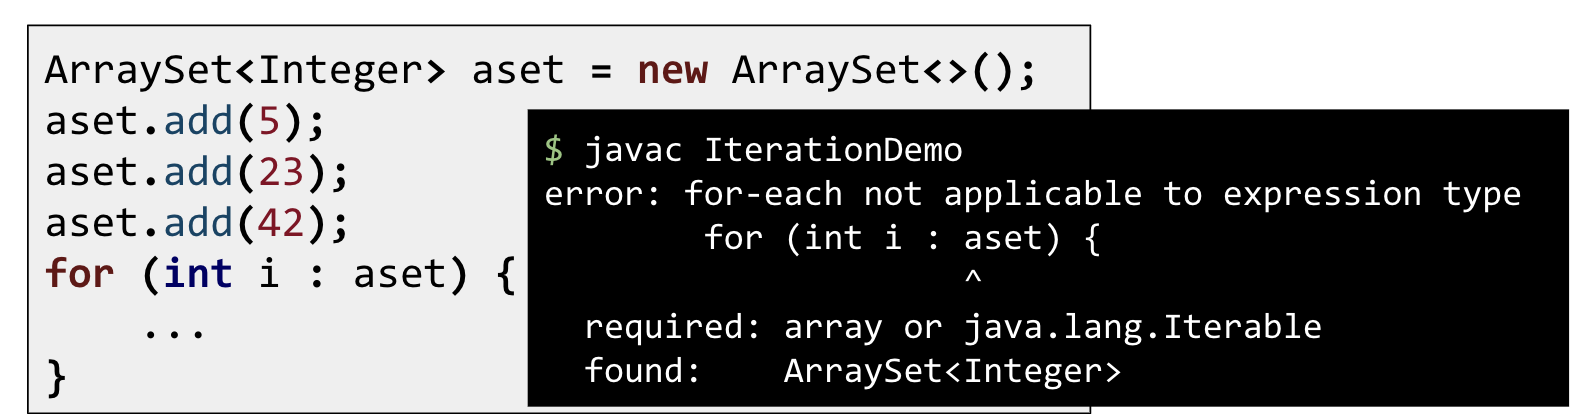 ArraySet<Integer> aset = new ArraySet<>();
aset.add(5);
aset.add(23);
aset.add(42);
for (int i : aset) {
    ...
}
$ javac IterationDemo
error: for-each not applicable to expression type
        for (int i : aset) {
                     ^
  required: array or java.lang.Iterable
  found:    ArraySet<Integer>